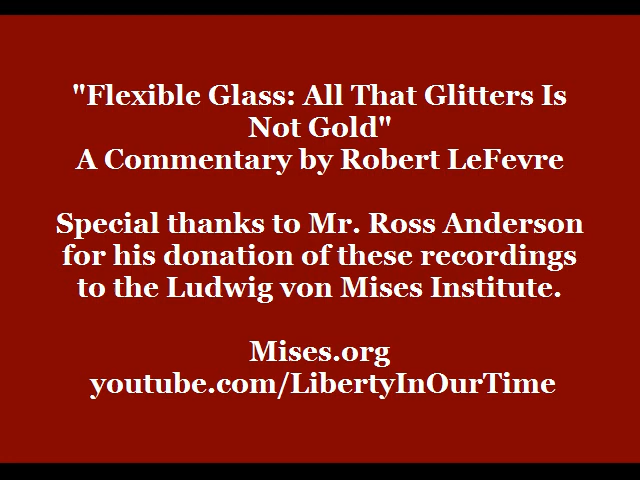 "Flexible Glass: All That Glitters Is
Not Gold"
A Commentary by Robert LeFevre
Special thanks to Mr. Ross Anderson
for his donation of these recordings
to the Ludwig von Mises Institute.
Mises.org
youtube.com/LibertyInOurTime